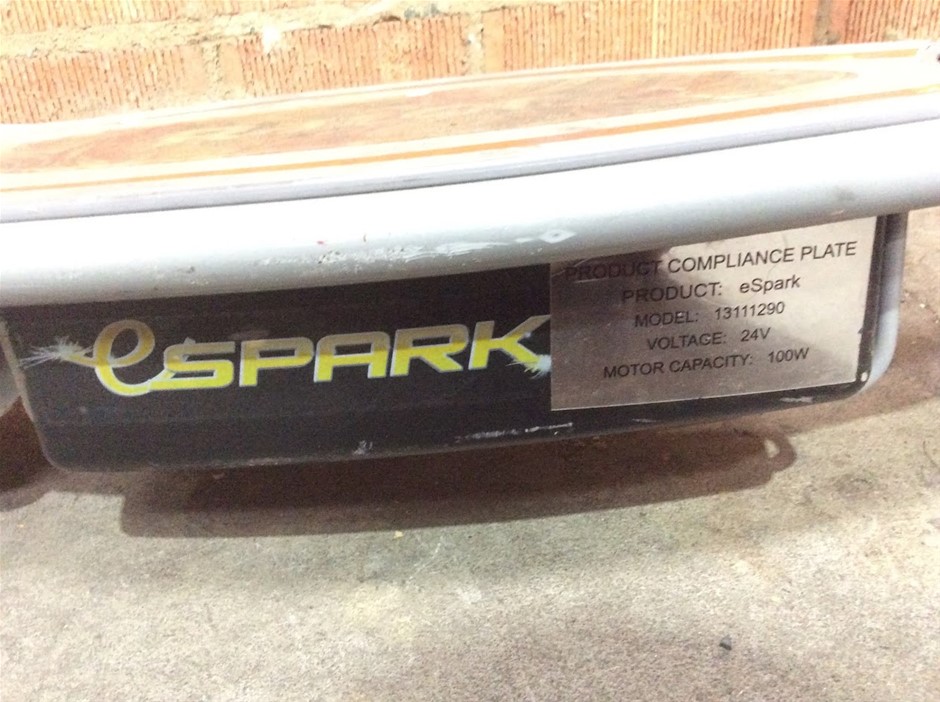 eSPARK
PRODUCT COMPLIANCE PLATE
PRODUCT: eSpark
MODEL: 13111290
VOLTAGE: 24V
MOTOR CAPACITY: 100W